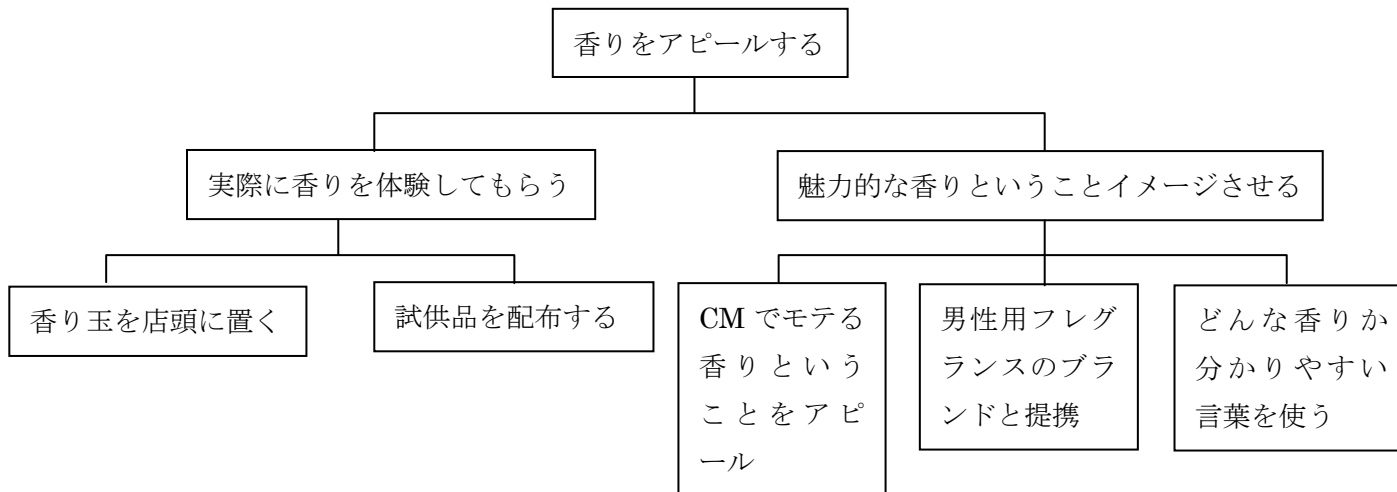 香りをアピールする
実際に香りを体験してもらう
魅力的な香りということイメージさせる
香り玉を店頭に置く
試供品を配布する
CM でモテる
香りという
ことをアピ
ール
男性用フレグ
ランスのブラ
ンドと提携
どんな香りか
分かりやすい
言葉を使う